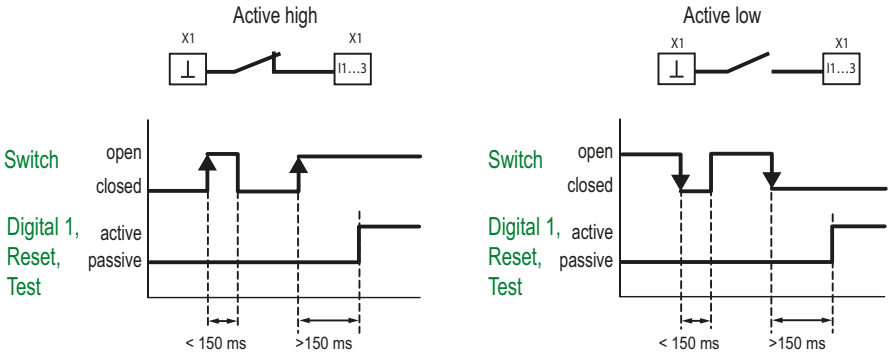 Active high
X1
X1
⊥
I1...3
Switch
open
closed
Digital 1,
Reset,
Test
active
passive
< 150 ms
>150 ms
Active low
X1
X1
⊥
I1...3
Switch
open
closed
Digital 1,
Reset,
Test
active
passive
< 150 ms
>150 ms